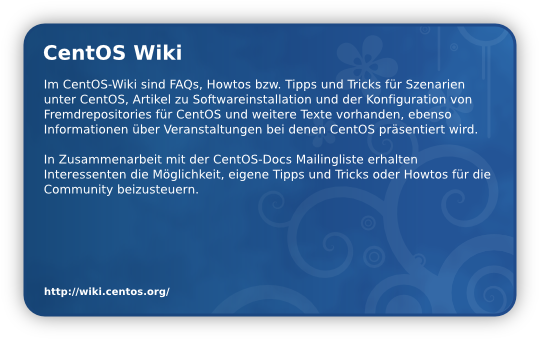 CentOS Wiki
Im CentOS-Wiki sind FAQs, Howtos bzw. Tipps und Tricks für Szenarien
unter CentOS, Artikel zu Softwareinstallation und der Konfiguration von
Fremdrepositories für CentOS und weitere Texte vorhanden, ebenso
Informationen über Veranstaltungen bei denen CentOS präsentiert wird.
In Zusammenarbeit mit der CentOS-Docs Mailingliste erhalten
Interessenten die Möglichkeit, eigene Tipps und Tricks oder Howtos für die
Community beizusteuern.
http://wiki.centos.org/